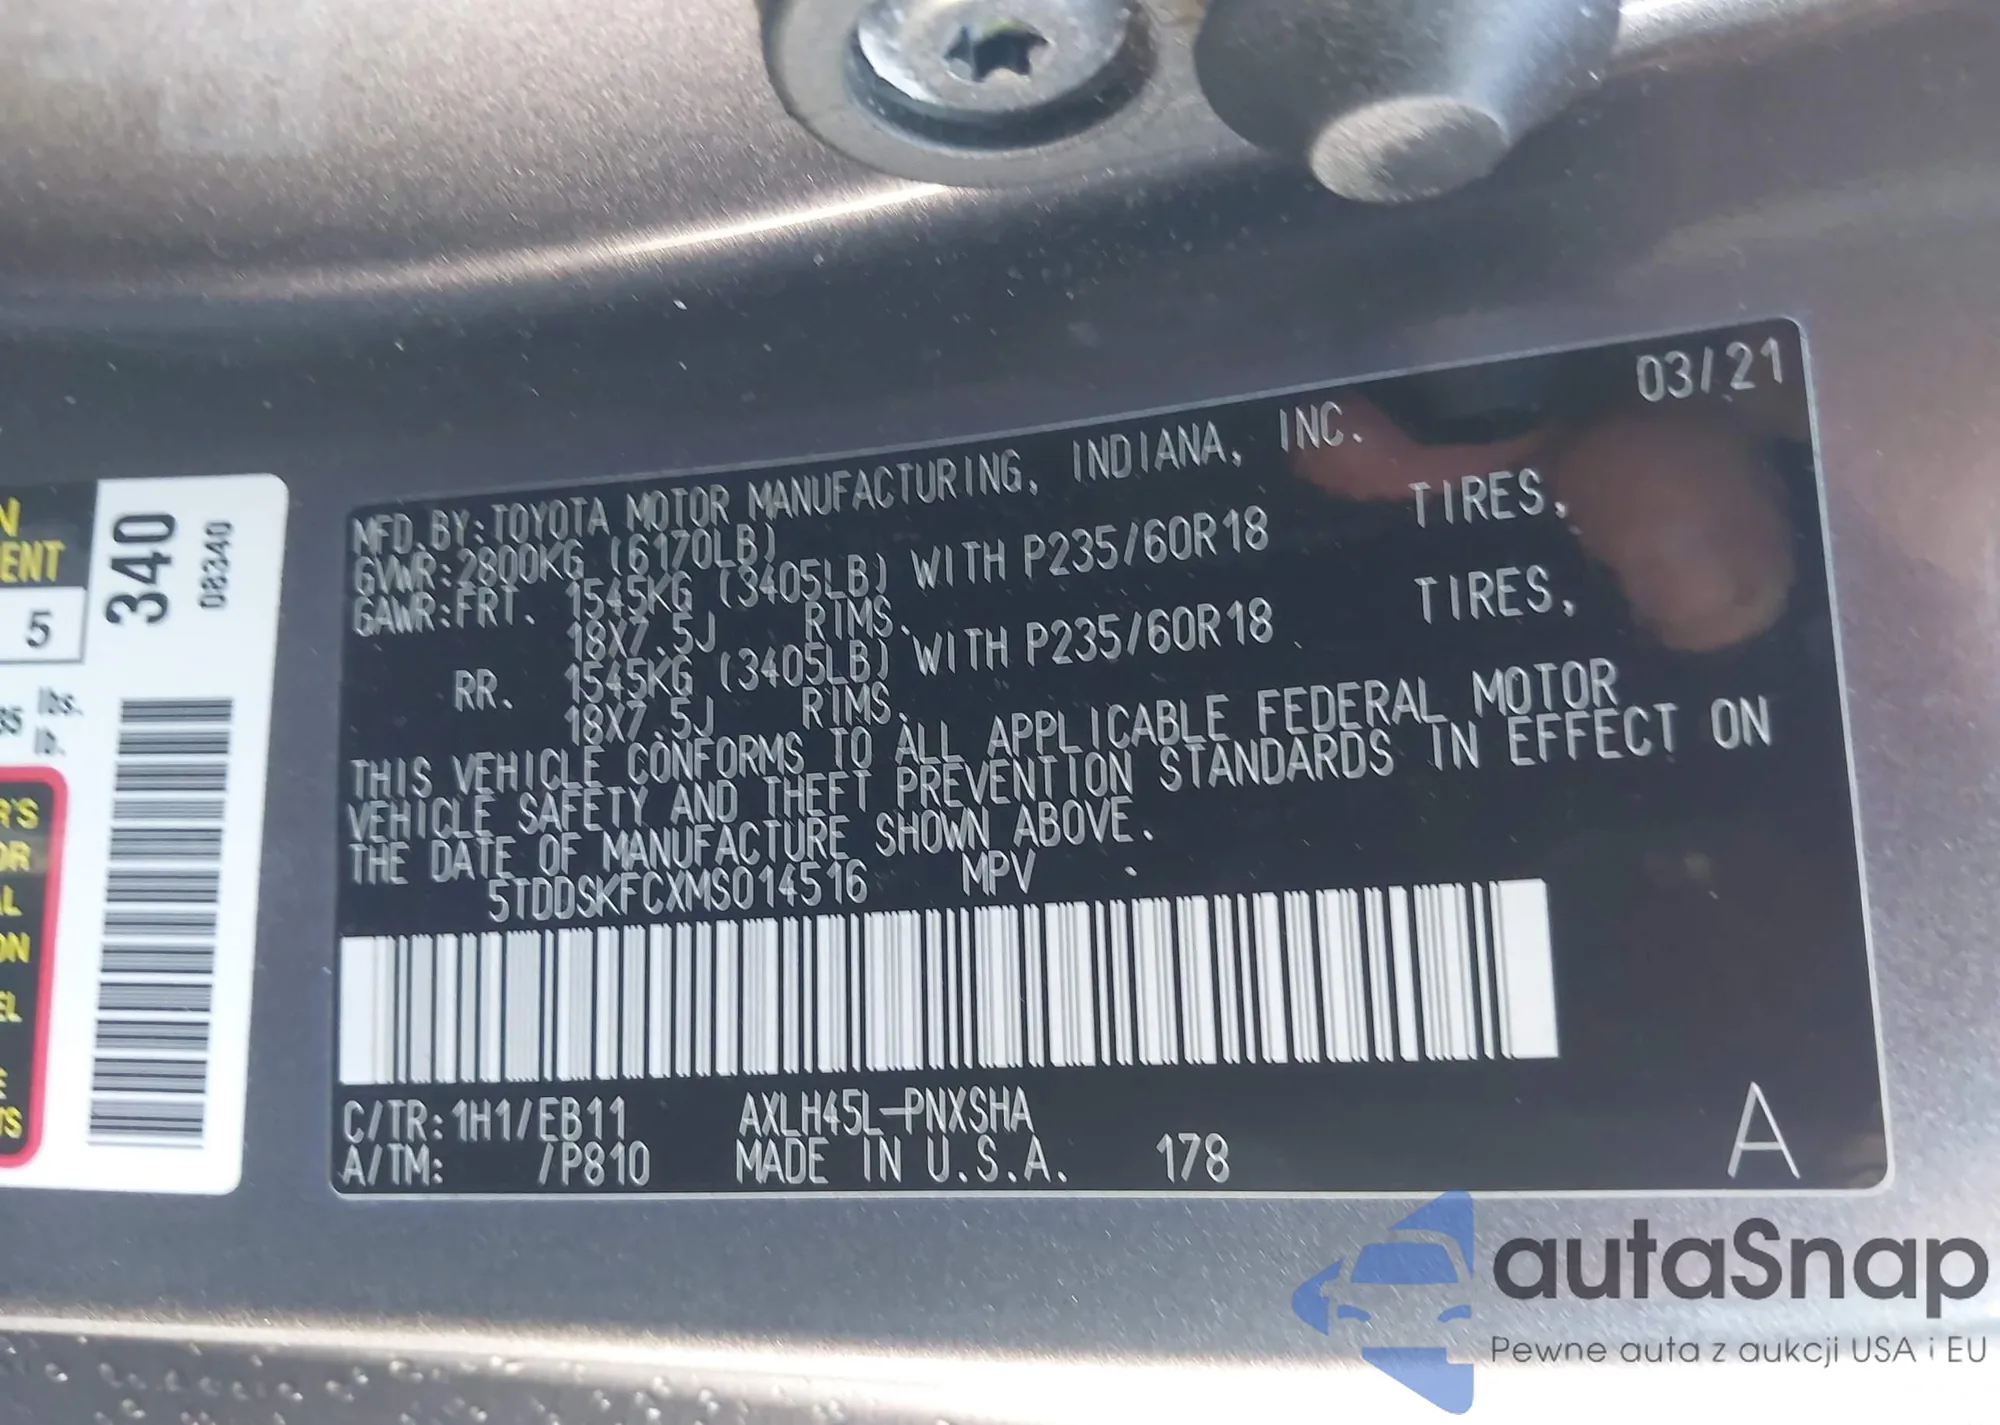 03/21
MFD. BY: TOYOTA MOTOR MANUFACTURING, INDIANA, INC.
GVWR: 2800KG (6170LB)
GAWR: FRT. 1545KG (3405LB) WITH P235/60R18 TIRES,
18X7.5J RIMS.
RR. 1545KG (3405LB) WITH P235/60R18 TIRES,
18X7.5J RIMS.
THIS VEHICLE CONFORMS TO ALL APPLICABLE FEDERAL MOTOR
VEHICLE SAFETY AND THEFT PREVENTION STANDARDS IN EFFECT ON
THE DATE OF MANUFACTURE SHOWN ABOVE.
5TDDSKFCXMS014516 MPV
C/TR: 1H1/EB11 AXLH45L-PNXSHA
A/TM: /P810 MADE IN U.S.A. 178
A
340
08340
5
lbs.
lb.
autaSnap
Pewne auta z aukcji USA i EU